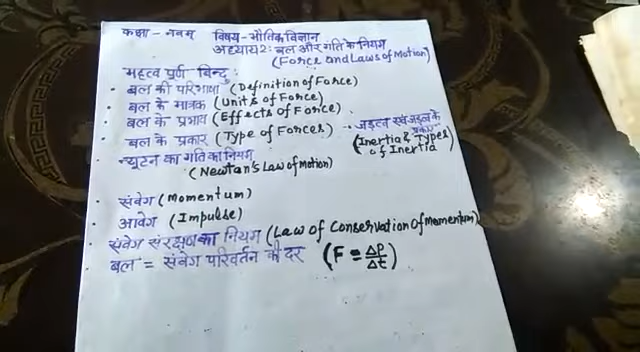 कक्षा - नवम् विषय - भौतिक विज्ञान
अध्याय 2: बल और गति के नियम
(Force and Laws of Motion)
महत्व पूर्ण बिन्दु :
• बल की परिभाषा (Definition of Force)
• बल के मात्रक (Units of Force)
• बल के प्रभाव (Effects of Force)
• बल के प्रकार (Type of Forces)
• जड़त्व एवं जड़त्व के प्रकार
(Inertia & Types of Inertia)
न्यूटन का गति का नियम
(Newtan's Law of Motion)
• संवेग (Momentum)
• आवेग (Impulse)
• संवेग संरक्षण का नियम (Law of Conservation Of Momentum)
• बल = संवेग परिवर्तन की दर (F = Δp/Δt)